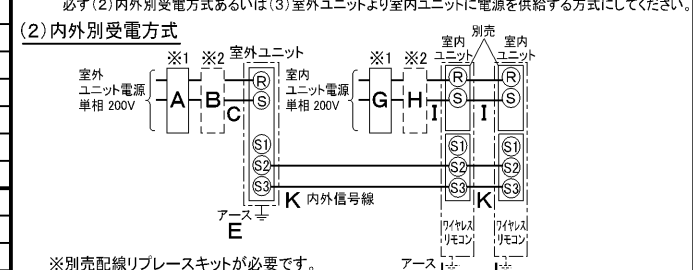 必ず(2)内外別受電方式あるいは(3)室外ユニットより室内ユニットに電源を供給する方式にしてください。
(2)内外別受電方式
※1 ※2 室外ユニット
室外
ユニット電源
単相 200V
A B C
R
S
S1
S2
S3
アース
E
※1 ※2
室内
ユニット電源
単相 200V
G H I I
別売
室内
ユニット
室内
ユニット
R R
S S
S1 S1
S2 S2
S3 S3
K 内外信号線 K
ワイヤレス
リモコン
ワイヤレス
リモコン
※別売配線リプレースキットが必要です。
アース